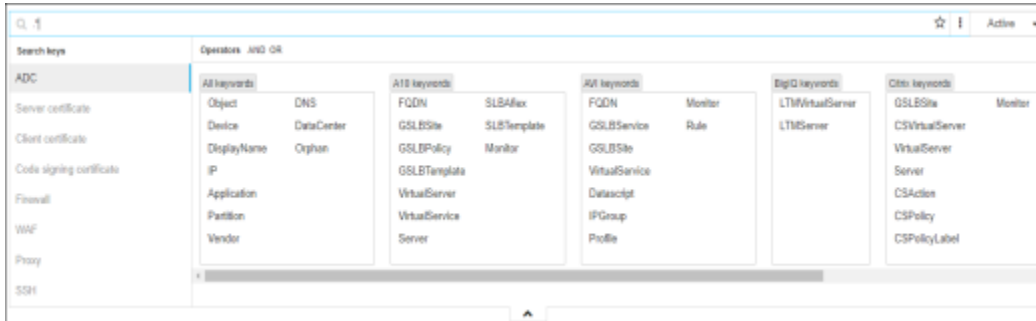 Active
Search keys
Operators AND OR
ADC
Server certificate
Client certificate
Code signing certificate
Firewall
WAF
Proxy
SSH
All keywords
Object DNS
Device DataCenter
DisplayName Orphan
IP
Application
Partition
Vendor
A10 keywords
FQDN SLBAflex
GSLBSite SLBTemplate
GSLBPolicy Monitor
GSLBTemplate
VirtualServer
VirtualService
Server
AVI keywords
FQDN Monitor
GSLBService Rule
GSLBSite
VirtualService
Datascript
IPGroup
Profile
BigIQ keywords
LTMVirtualServer
LTMServer
Citrix keywords
GSLBSite Monitor
CSVirtualServer
VirtualServer
Server
CSAction
CSPolicy
CSPolicyLabel